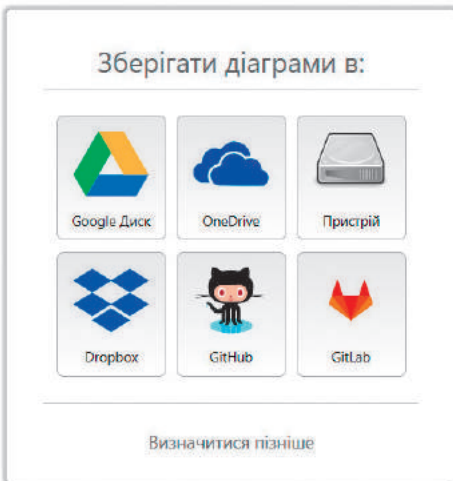 Зберігати діаграми в:
Google Диск OneDrive Пристрій
Dropbox GitHub GitLab
Визначитися пізніше